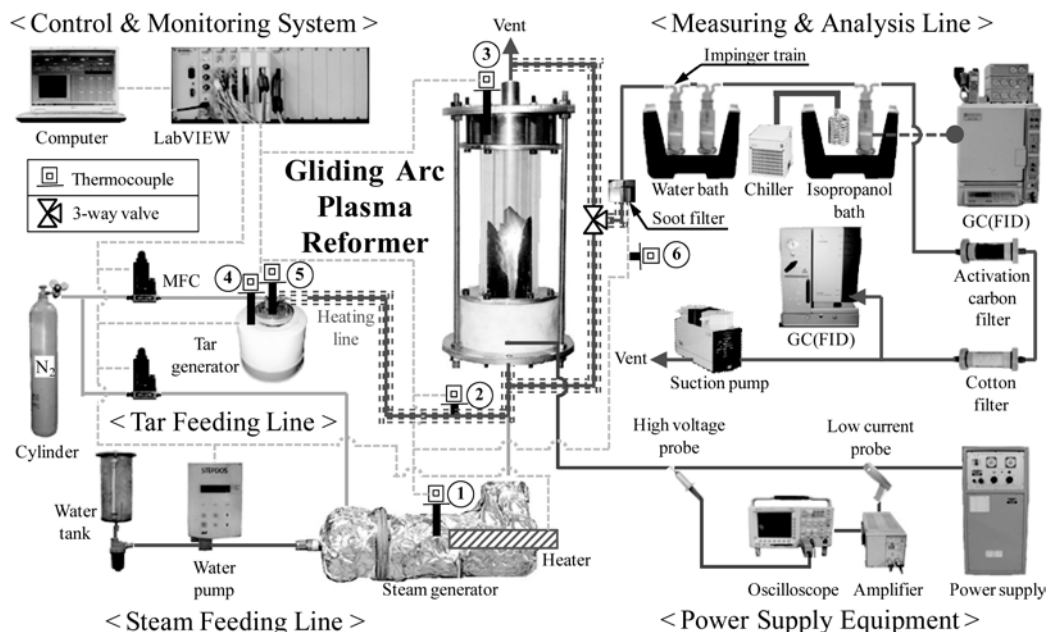 < Control & Monitoring System >
Computer
LabVIEW
Thermocouple
3-way valve
Gliding Arc
Plasma
Reformer
Vent
3
< Measuring & Analysis Line >
Impinger train
Water bath
Chiller
Isopropanol
bath
GC(FID)
Soot filter
6
Activation
carbon
filter
GC(FID)
Vent
Suction pump
Cotton
filter
MFC
4
5
Heating
line
Tar
generator
N2
2
< Tar Feeding Line >
Cylinder
STEPDOS
Water
tank
Water
pump
1
Heater
Steam generator
< Steam Feeding Line >
High voltage
probe
Low current
probe
Oscilloscope
Amplifier
Power supply
< Power Supply Equipment >